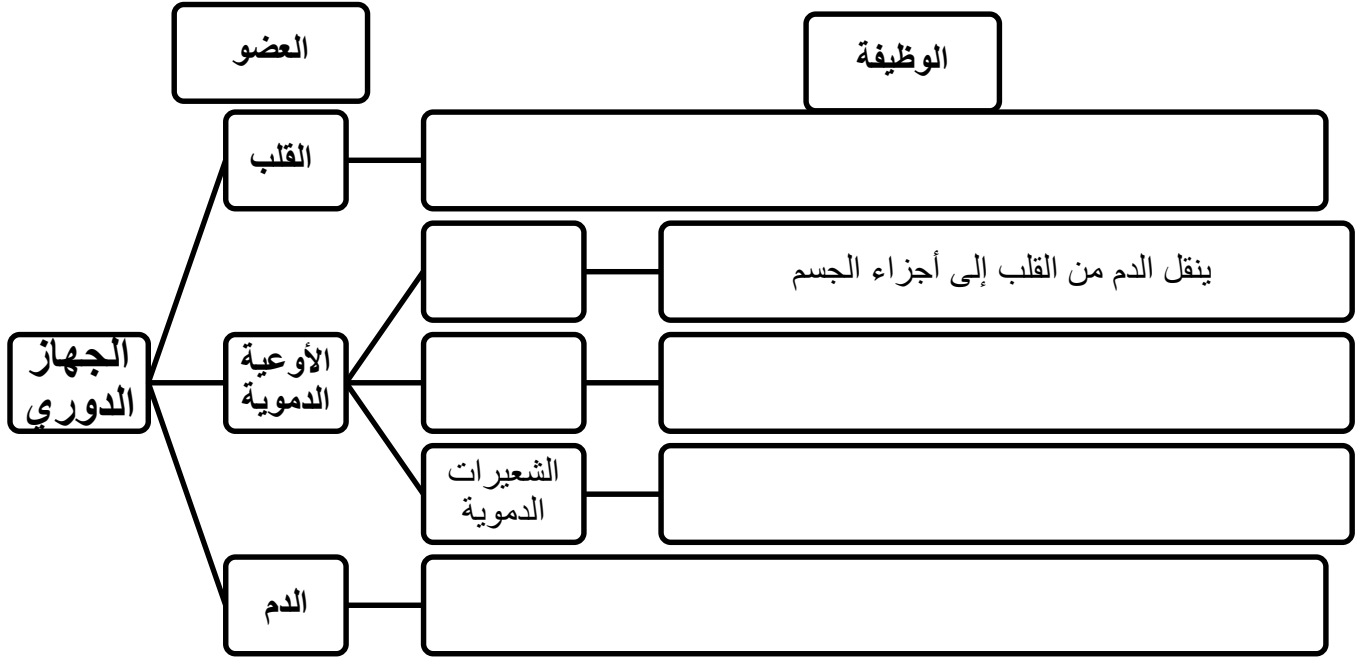 العضو
الوظيفة
القلب
ينقل الدم من القلب إلى أجزاء الجسم
الجهاز
الدوري
الأوعية
الدموية
الشعيرات
الدموية
الدم